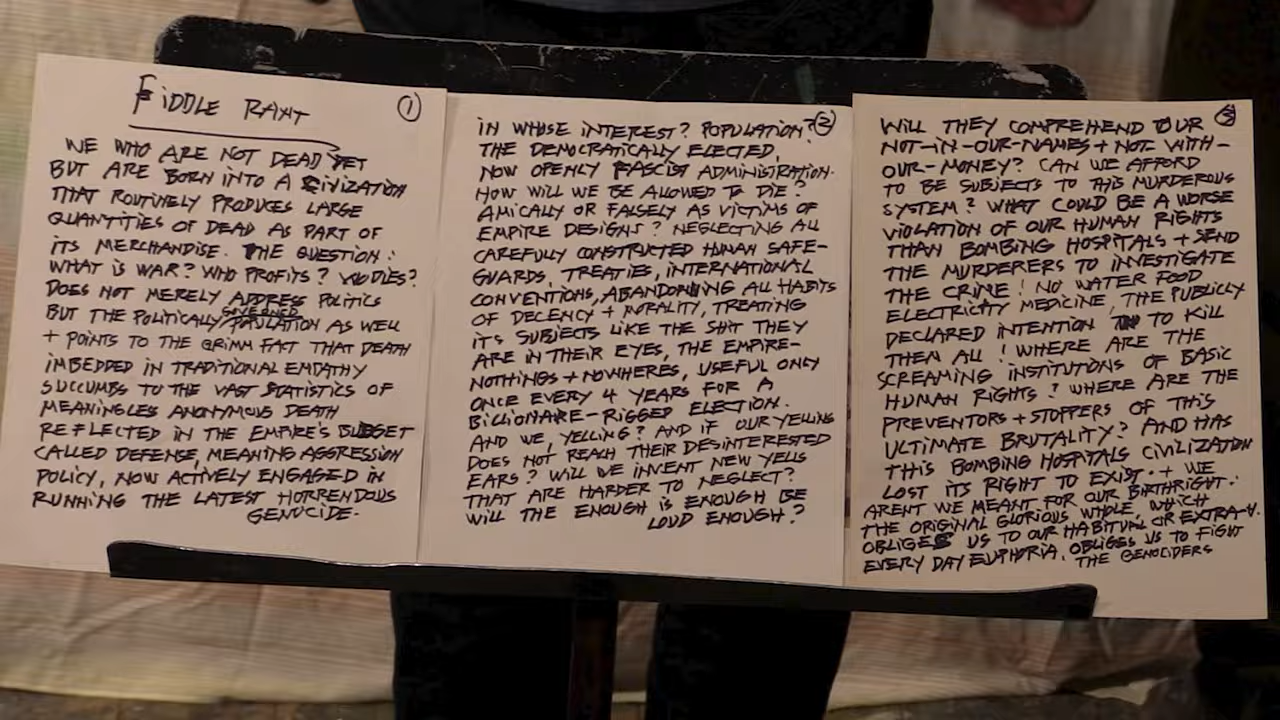 FIDDLE RANT
①
WE WHO ARE NOT DEAD YET
BUT ARE BORN INTO A CIVILIZATION
THAT ROUTINELY PRODUCES LARGE
QUANTITIES OF DEAD AS PART OF
ITS MERCHANDISE. THE QUESTION:
WHAT IS WAR? WHO PROFITS? WHO DIES?
DOES NOT MERELY ADDRESS POLITICS
BUT THE POLITICALLY/GOVERNED POPULATION AS WELL
+ POINTS TO THE GRIMM FACT THAT DEATH
IMBEDDED IN TRADITIONAL EMPATHY
SUCCUMBS TO THE VAST STATISTICS OF
MEANINGLESS ANONYMOUS DEATH
REFLECTED IN THE EMPIRE'S BUDGET
CALLED DEFENSE, MEANING AGGRESSION
POLICY, NOW ACTIVELY ENGAGED IN
RUNNING THE LATEST HORRENDOUS
GENOCIDE.
②
IN WHOSE INTEREST? POPULATION?
THE DEMOCRATICALLY ELECTED,
NOW OPENLY FASCIST ADMINISTRATION.
HOW WILL WE BE ALLOWED TO DIE?
AMICALLY OR FALSELY AS VICTIMS OF
EMPIRE DESIGNS? NEGLECTING ALL
CAREFULLY CONSTRUCTED HUMAN SAFE-
GUARDS, TREATIES, INTERNATIONAL
CONVENTIONS, ABANDONING ALL HABITS
OF DECENCY + MORALITY, TREATING
ITS SUBJECTS LIKE THE SHIT THEY
ARE IN THEIR EYES, THE EMPIRE-
NOTHINGS + NOWHERES, USEFUL ONLY
ONCE EVERY 4 YEARS FOR A
BILLIONAIRE-RIGGED ELECTION.
AND WE, YELLING? AND IF OUR YELLING
DOES NOT REACH THEIR DESINTERESTED
EARS? WILL WE INVENT NEW YELLS
THAT ARE HARDER TO NEGLECT?
WILL THE ENOUGH IS ENOUGH BE
LOUD ENOUGH?
③
WILL THEY COMPREHEND OUR
NOT-IN-OUR-NAMES + NOT WITH-
OUR-MONEY? CAN WE AFFORD
TO BE SUBJECTS TO THIS MURDEROUS
SYSTEM? WHAT COULD BE A WORSE
VIOLATION OF OUR HUMAN RIGHTS
THAN BOMBING HOSPITALS + SEND
THE MURDERERS TO INVESTIGATE
THE CRIME! NO WATER FOOD
ELECTRICITY MEDICINE, THE PUBLICLY
DECLARED INTENTION TO KILL
THEM ALL! WHERE ARE THE
SCREAMING INSTITUTIONS OF BASIC
HUMAN RIGHTS? WHERE ARE THE
PREVENTORS + STOPPERS OF THIS
ULTIMATE BRUTALITY? AND HAS
THIS BOMBING HOSPITALS CIVILIZATION
LOST ITS RIGHT TO EXIST. + WE
ARENT WE MEANT FOR OUR BIRTHRIGHT:
THE ORIGINAL GLORIOUS WHOLE, WHICH
OBLIGES US TO OUR HABITUAL OR EXTRA-
EVERY DAY EUPHORIA, OBLIGES US TO FIGHT
THE GENOCIDERS